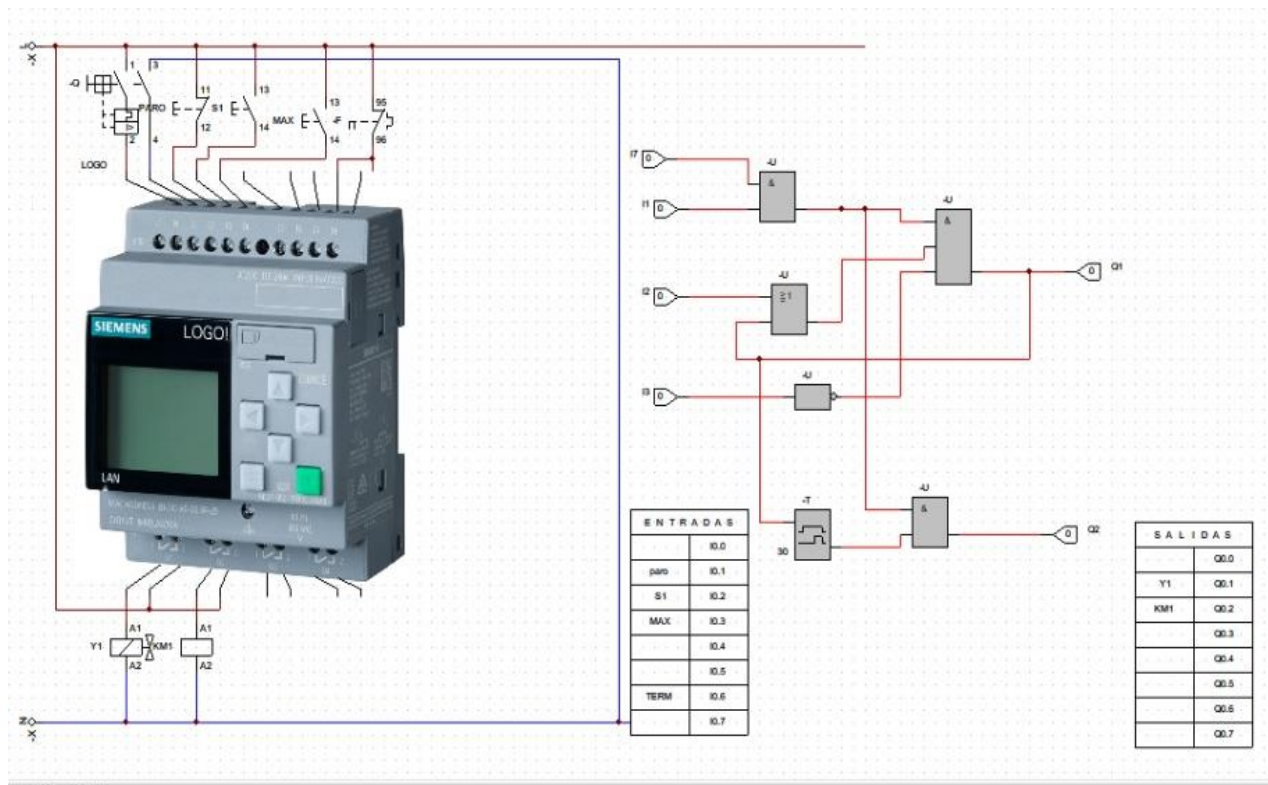 L
-X
1
3
-Q
PARO
11
12
S1
13
14
MAX
13
14
-F
95
96
2
4
LOGO
SIEMENS
LOGO!
LAN
A1
A1
Y1
KM1
A2
A2
N
-X
I7
0
-U
&
I1
0
-U
&
Q1
0
I2
0
-U
≥1
I3
0
-U
-T
30
-U
&
Q2
0
ENTRADAS
I0.0
paro I0.1
S1 I0.2
MAX I0.3
I0.4
I0.5
TERM I0.6
I0.7
SALIDAS
Q0.0
Y1 Q0.1
KM1 Q0.2
Q0.3
Q0.4
Q0.5
Q0.6
Q0.7